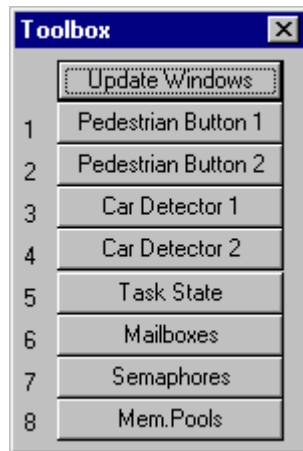 Toolbox
Update Windows
1 Pedestrian Button 1
2 Pedestrian Button 2
3 Car Detector 1
4 Car Detector 2
5 Task State
6 Mailboxes
7 Semaphores
8 Mem.Pools